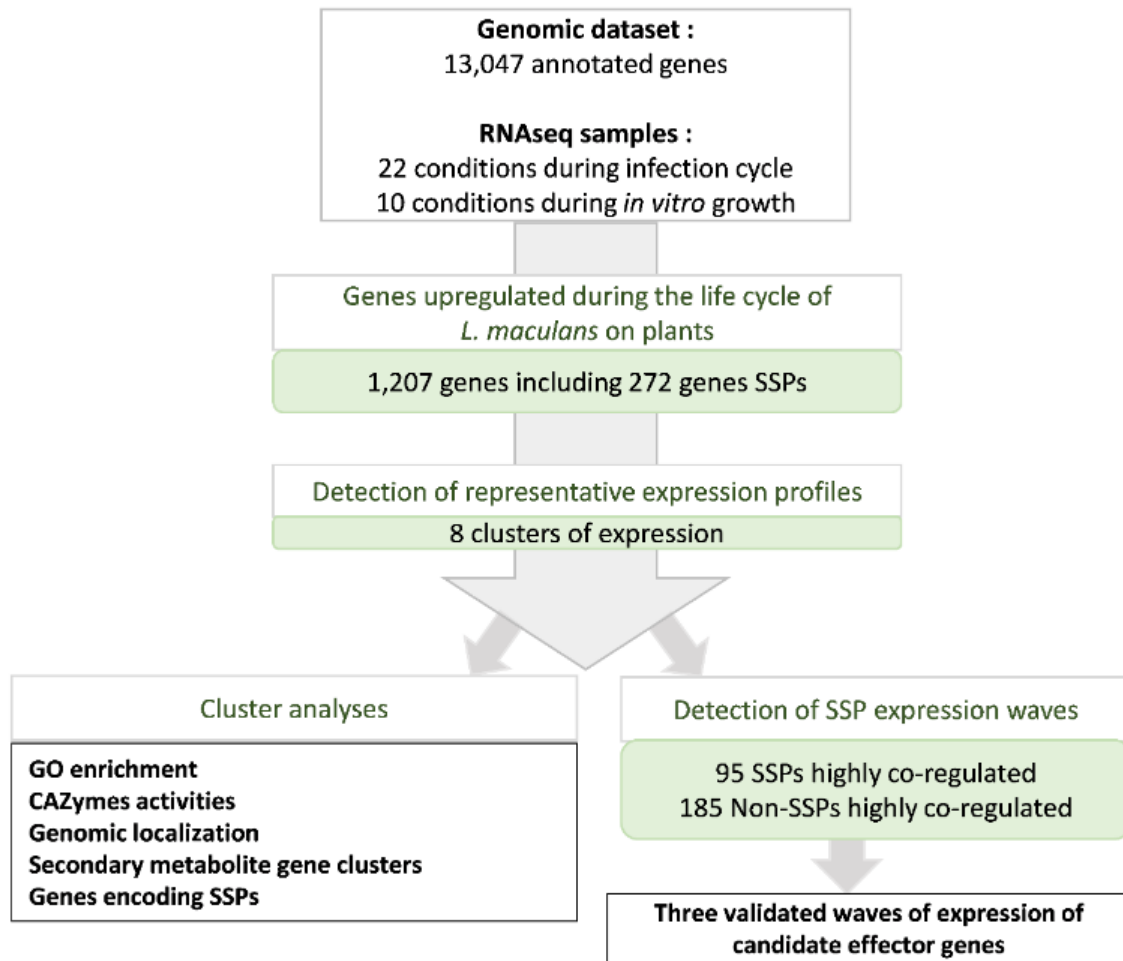 Genomic dataset :
13,047 annotated genes
RNAseq samples :
22 conditions during infection cycle
10 conditions during in vitro growth
Genes upregulated during the life cycle of
L. maculans on plants
1,207 genes including 272 genes SSPs
Detection of representative expression profiles
8 clusters of expression
Cluster analyses
GO enrichment
CAZymes activities
Genomic localization
Secondary metabolite gene clusters
Genes encoding SSPs
Detection of SSP expression waves
95 SSPs highly co-regulated
185 Non-SSPs highly co-regulated
Three validated waves of expression of
candidate effector genes